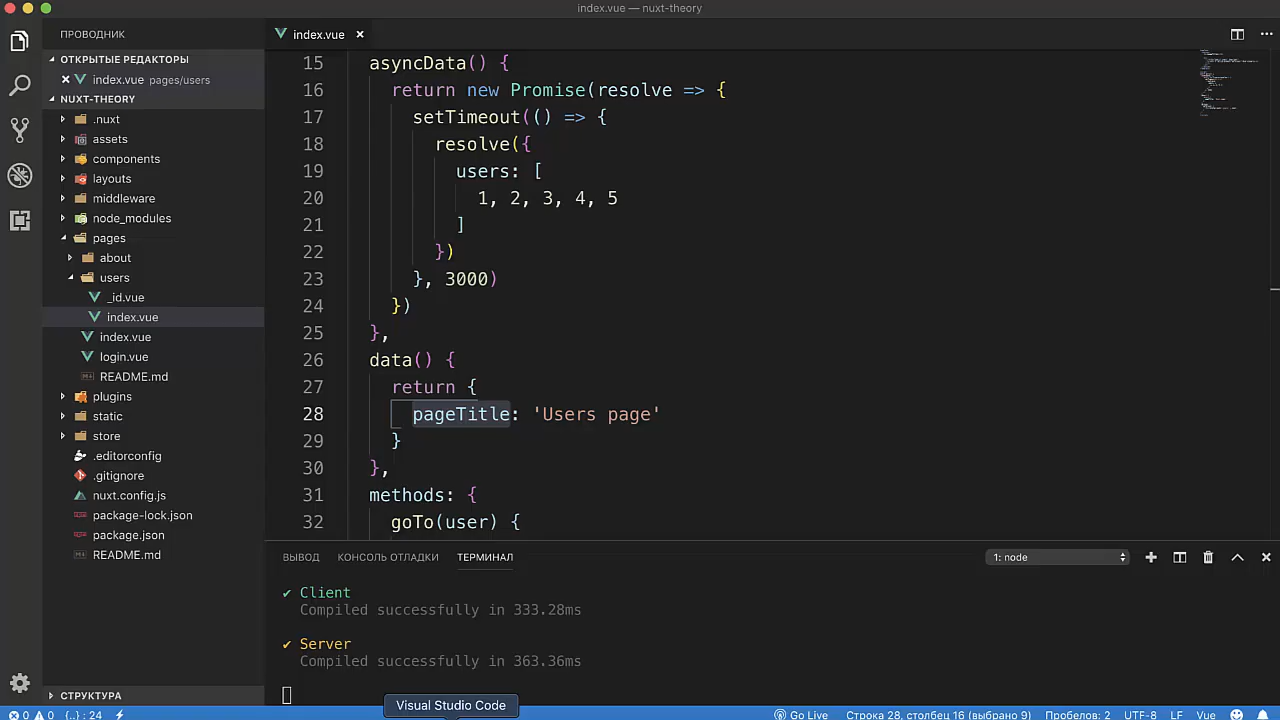 index.vue — nuxt-theory
ПРОВОДНИК
ОТКРЫТЫЕ РЕДАКТОРЫ
index.vue pages/users
NUXT-THEORY
.nuxt
assets
components
layouts
middleware
node_modules
pages
about
users
_id.vue
index.vue
index.vue
login.vue
README.md
plugins
static
store
.editorconfig
.gitignore
nuxt.config.js
package-lock.json
package.json
README.md
СТРУКТУРА
index.vue
15 asyncData() {
16 return new Promise(resolve => {
17 setTimeout(() => {
18 resolve({
19 users: [
20 1, 2, 3, 4, 5
21 ]
22 })
23 }, 3000)
24 })
25 },
26 data() {
27 return {
28 pageTitle: 'Users page'
29 }
30 },
31 methods: {
32 goTo(user) {
ВЫВОД КОНСОЛЬ ОТЛАДКИ ТЕРМИНАЛ 1: node
✔ Client
Compiled successfully in 333.28ms
✔ Server
Compiled successfully in 363.36ms
Visual Studio Code
0 0 {..} : 24 Go Live Строка 28, столбец 16 (выбрано 9) Пробелов: 2 UTF-8 LF Vue